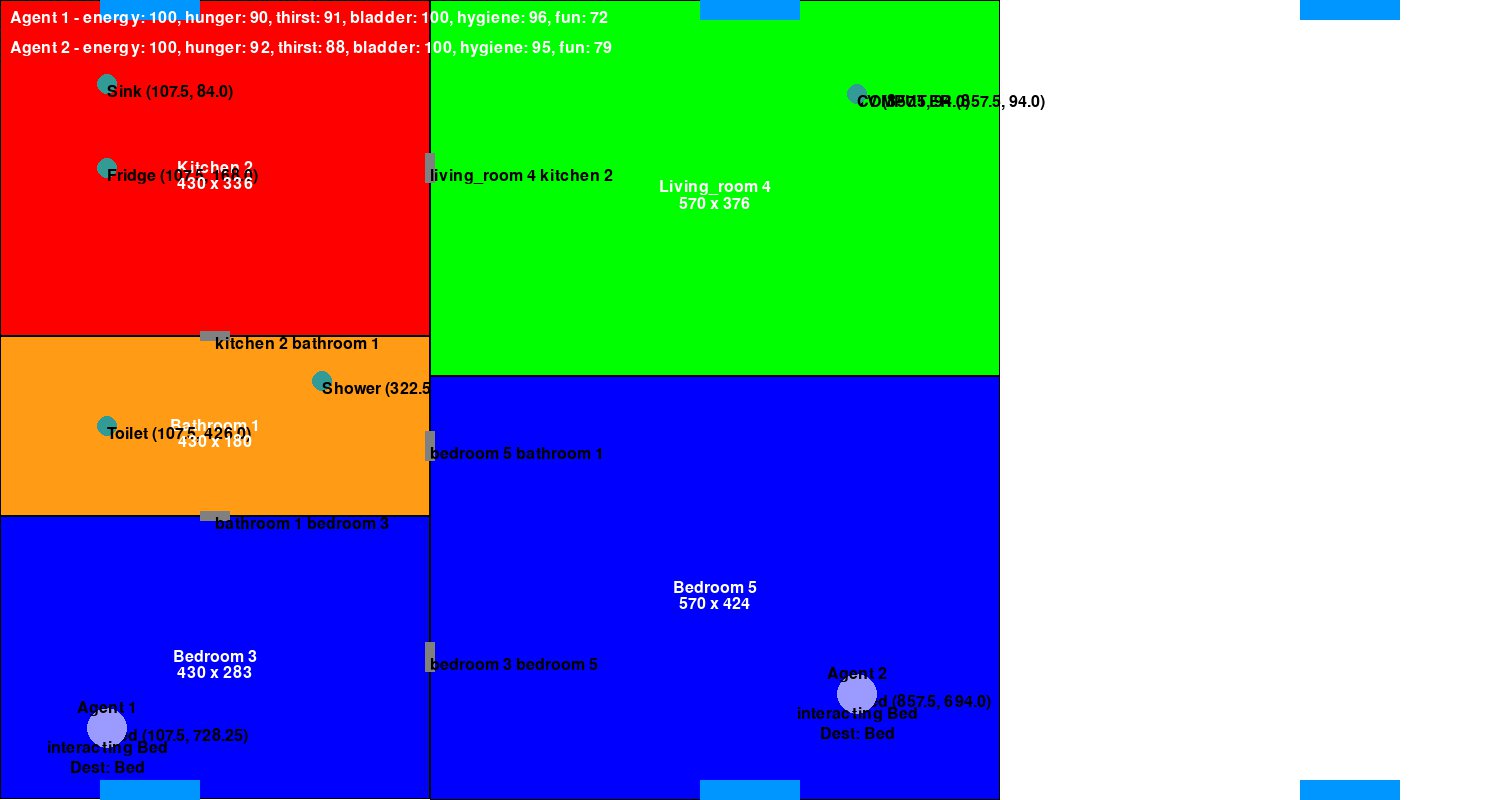 Agent 1 - energy: 100, hunger: 90, thirst: 91, bladder: 100, hygiene: 96, fun: 72
Agent 2 - energy: 100, hunger: 92, thirst: 88, bladder: 100, hygiene: 95, fun: 79
Sink (107.5, 84.0)
(857.5, 94.0)
Kitchen 2
Fridge (107.5, 168.0)
430 x 336
living_room 4 kitchen 2
Living_room 4
570 x 376
kitchen 2 bathroom 1
Shower (322.5
Bathroom 1
Toilet (107.5, 426.0)
430 x 180
bedroom 5 bathroom 1
bathroom 1 bedroom 3
Bedroom 5
570 x 424
Bedroom 3
430 x 283
bedroom 3 bedroom 5
Agent 2
(857.5, 694.0)
interacting Bed
Dest: Bed
Agent 1
(107.5, 728.25)
interacting Bed
Dest: Bed